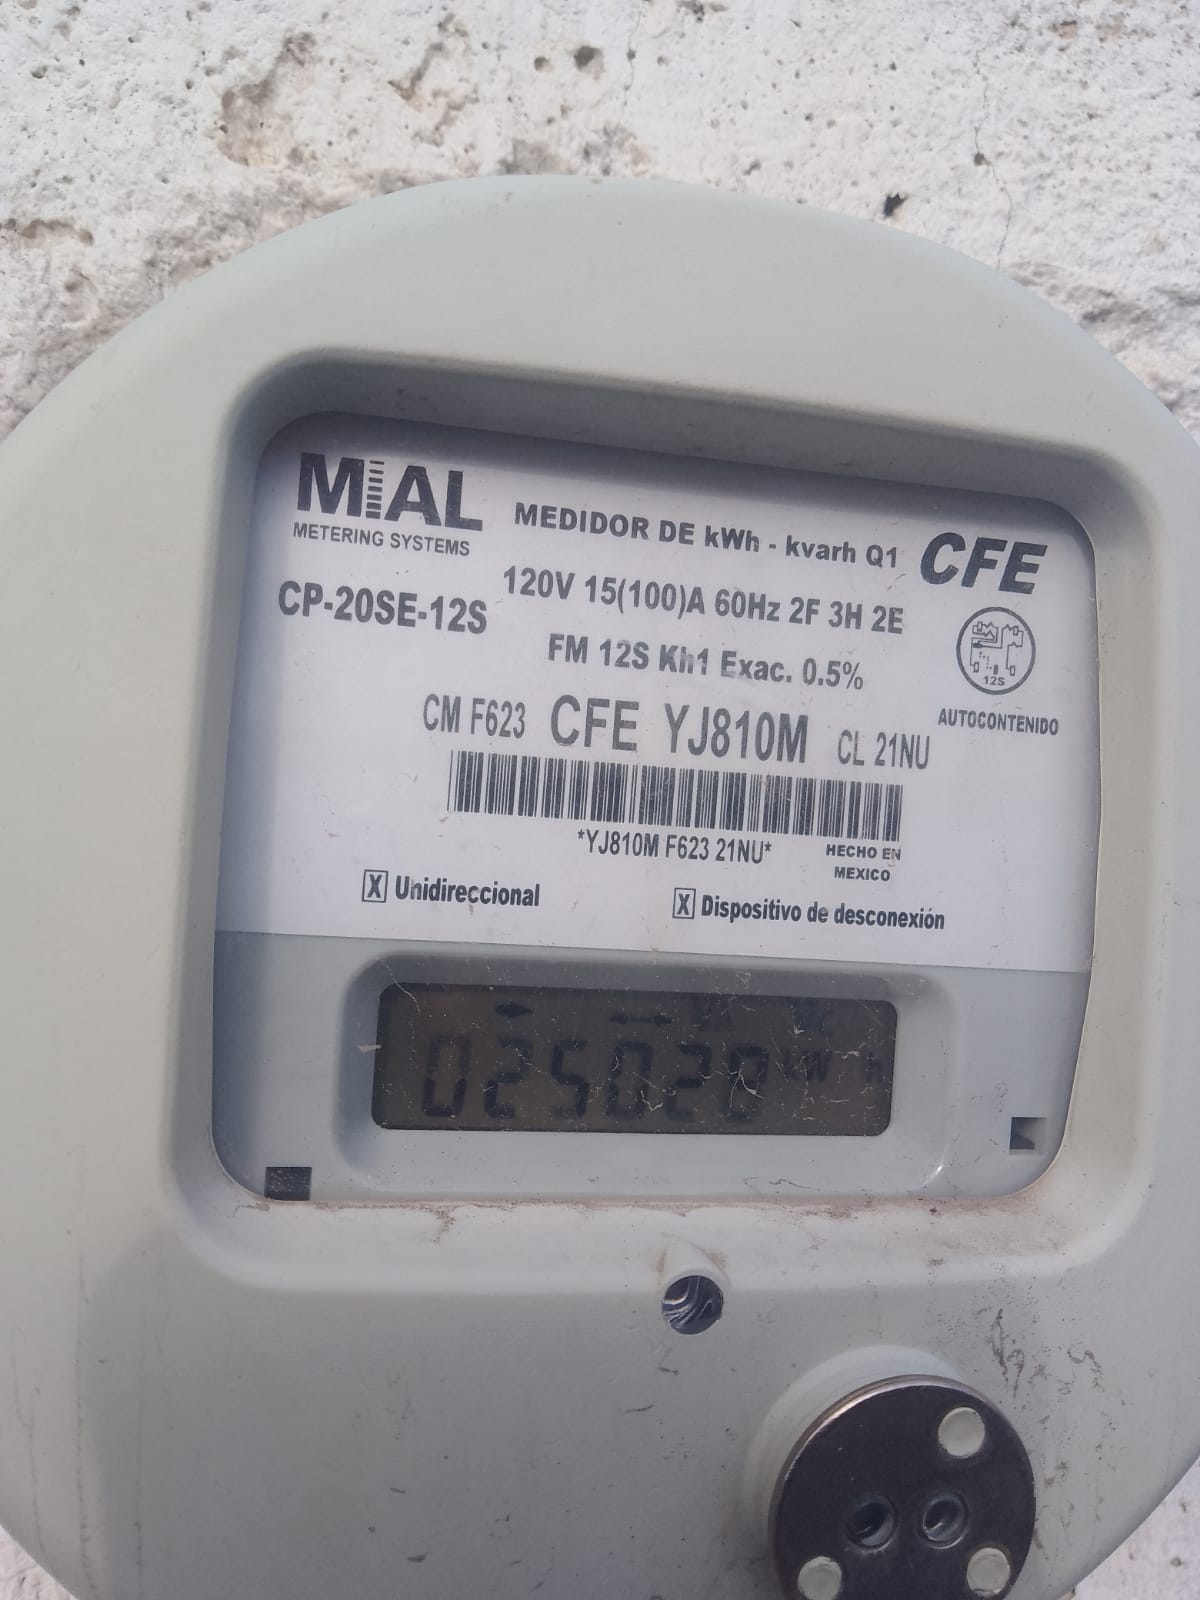 MIAL
METERING SYSTEMS
MEDIDOR DE kWh - kvarh Q1
CFE
CP-20SE-12S
120V 15(100)A 60Hz 2F 3H 2E
FM 12S Kh1 Exac. 0.5%
12S
AUTOCONTENIDO
CM F623 CFE YJ810M CL 21NU
*YJ810M F623 21NU*
HECHO EN
MEXICO
X Unidireccional
X Dispositivo de desconexión
025028 kW h